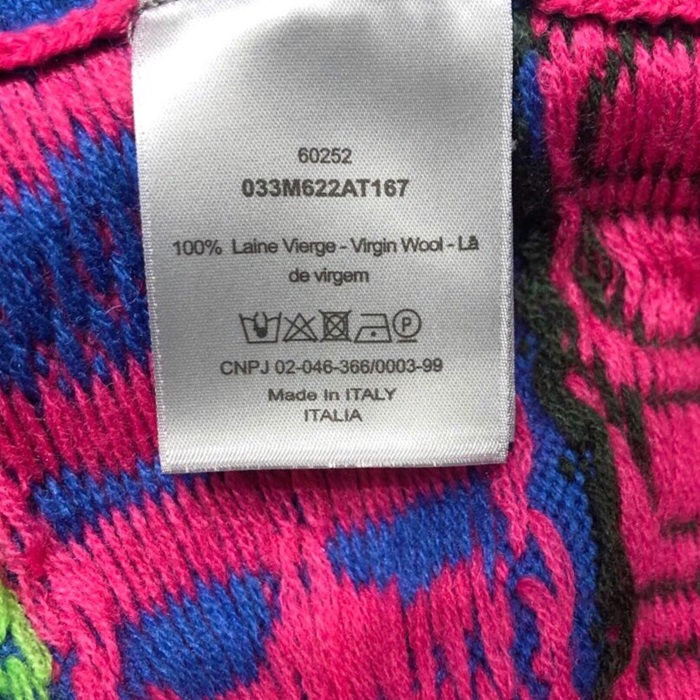 60252
033M622AT167
100% Laine Vierge - Virgin Wool - Lã
de virgem
CNPJ 02-046-366/0003-99
Made In ITALY
ITALIA